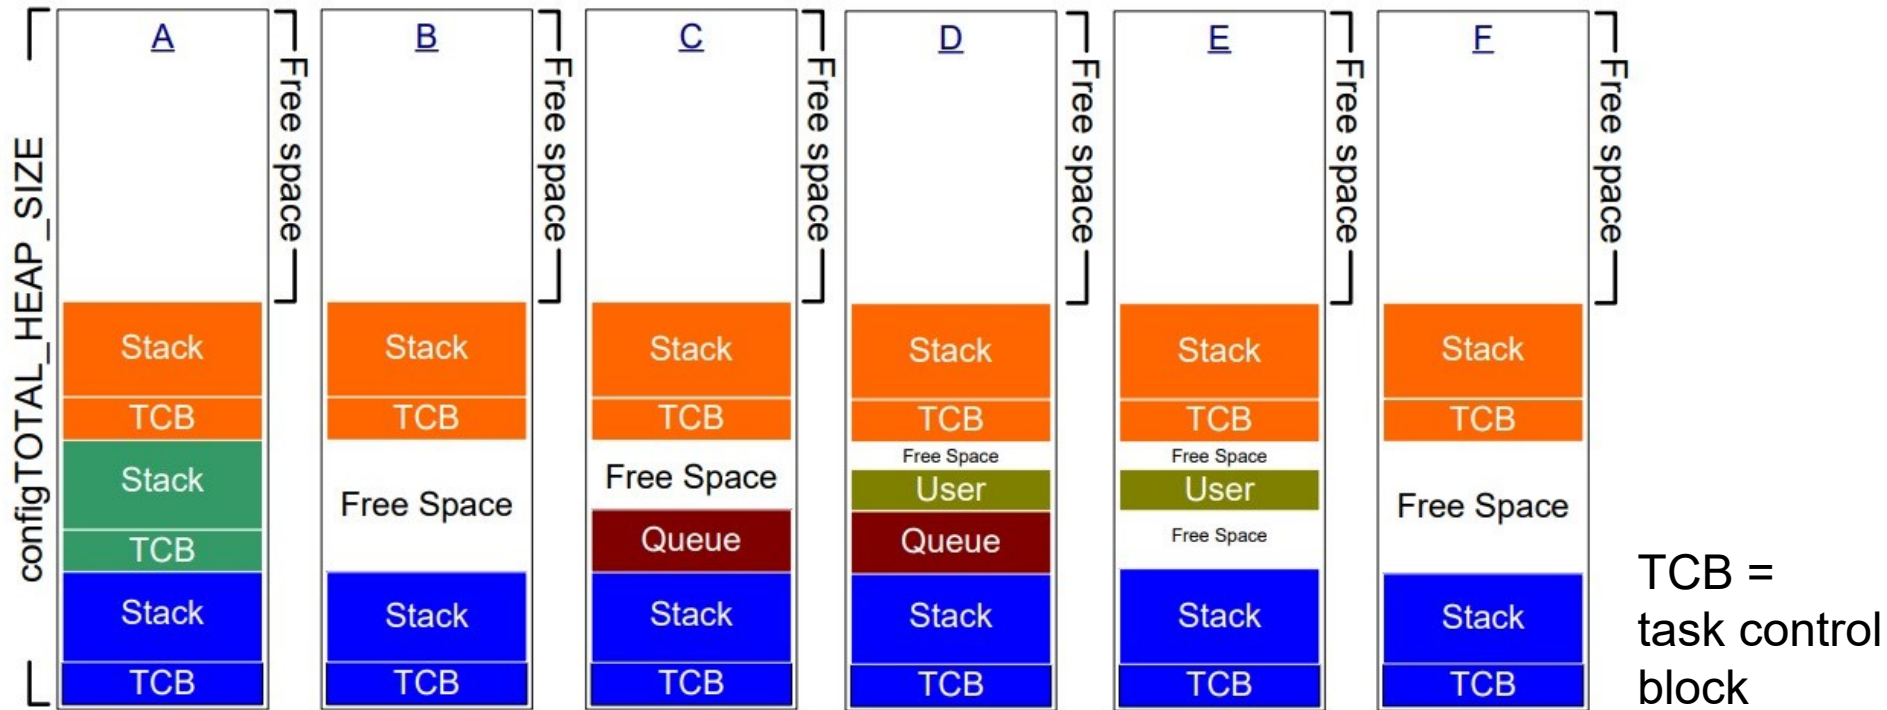 configTOTAL_HEAP_SIZE
A
Free space
Stack
TCB
Stack
TCB
Stack
TCB
B
Free space
Stack
TCB
Free Space
Stack
TCB
C
Free space
Stack
TCB
Free Space
Queue
Stack
TCB
D
Free space
Stack
TCB
Free Space
User
Queue
Stack
TCB
E
Free space
Stack
TCB
Free Space
User
Free Space
Stack
TCB
F
Free space
Stack
TCB
Free Space
Stack
TCB
TCB =
task control
block